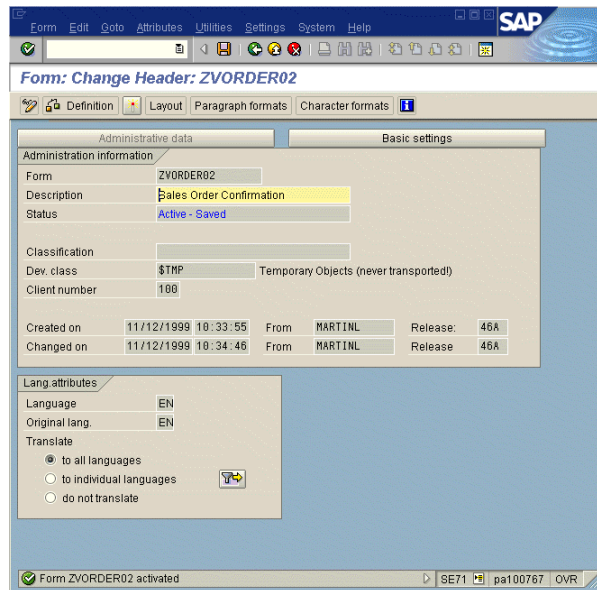 Form Edit Goto Attributes Utilities Settings System Help
SAP
Form: Change Header: ZVORDER02
Definition Layout Paragraph formats Character formats
Administrative data Basic settings
Administration information
Form ZVORDER02
Description Sales Order Confirmation
Status Active - Saved
Classification
Dev. class $TMP Temporary Objects (never transported!)
Client number 100
Created on 11/12/1999 10:33:55 From MARTINL Release: 46A
Changed on 11/12/1999 10:34:46 From MARTINL Release 46A
Lang.attributes
Language EN
Original lang. EN
Translate
to all languages
to individual languages
do not translate
Form ZVORDER02 activated SE71 pa100767 OVR